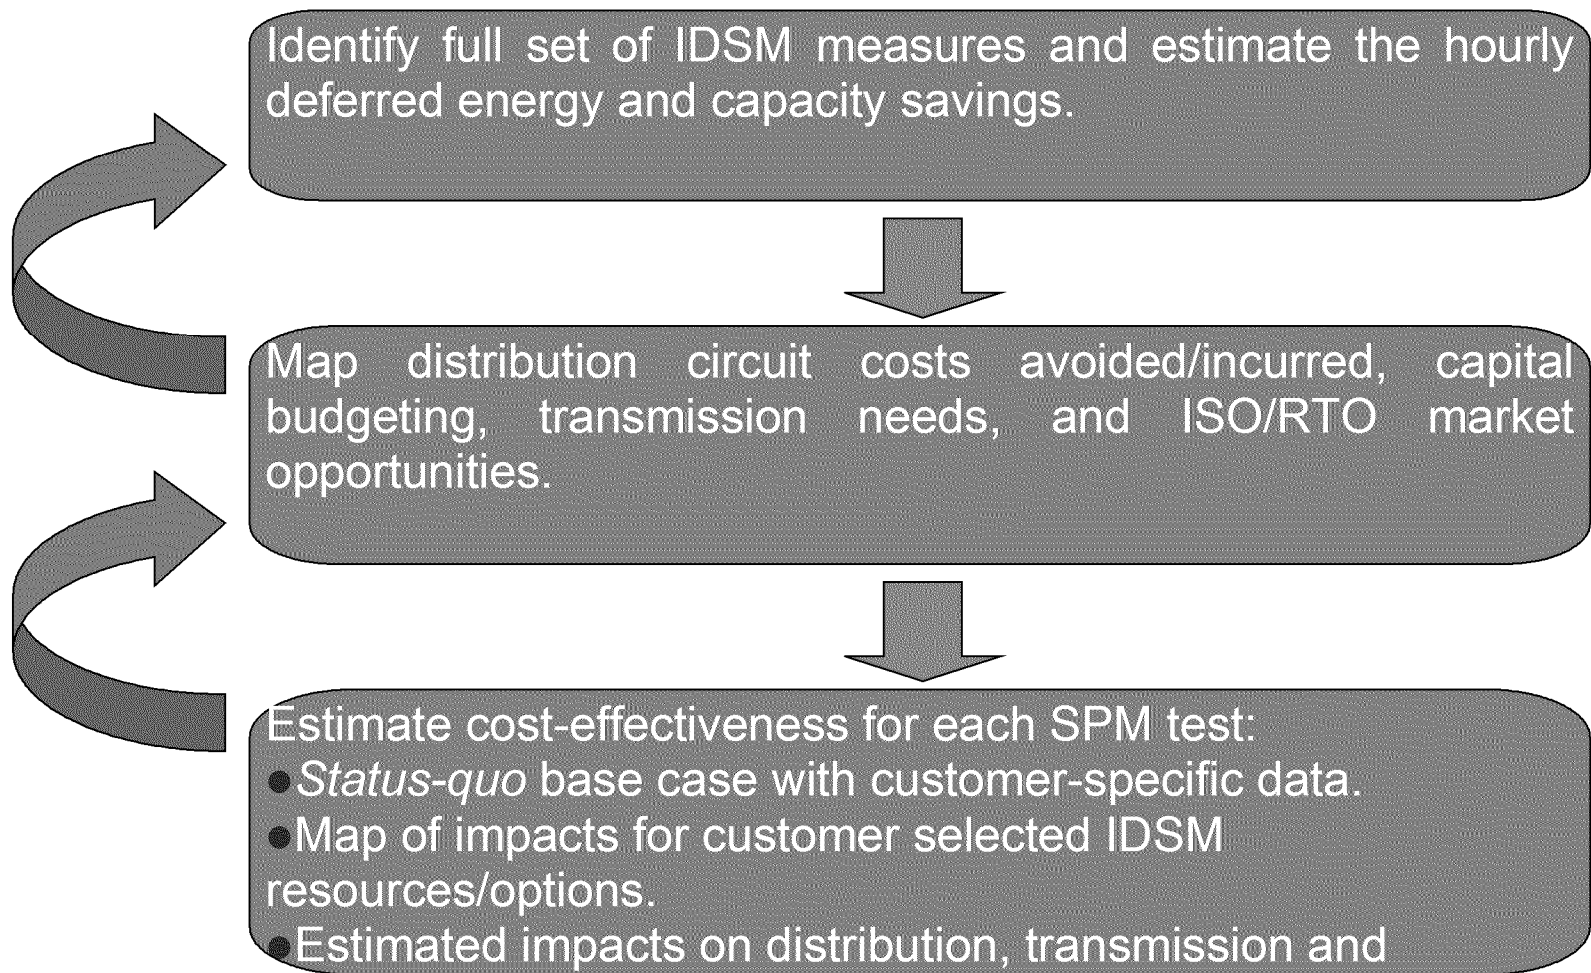 Identify full set of IDSM measures and estimate the hourly
deferred energy and capacity savings.
Map distribution circuit costs avoided/incurred, capital
budgeting, transmission needs, and ISO/RTO market
opportunities.
Estimate cost-effectiveness for each SPM test:
●Status-quo base case with customer-specific data.
●Map of impacts for customer selected IDSM
resources/options.
●Estimated impacts on distribution, transmission and